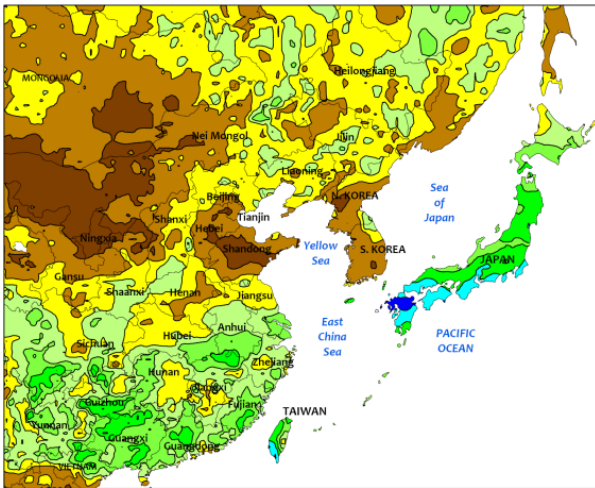 MONGOLIA
Heilongjiang
Nei Mongol
Jilin
Liaoning
Beijing
N. KOREA
Sea
of
Japan
Tianjin
Shanxi
Hebei
Ningxia
Shandong
Yellow
Sea
S. KOREA
JAPAN
Gansu
Shaanxi
Henan
Jiangsu
Anhui
East
China
Sea
PACIFIC
OCEAN
Hubei
Sichuan
Zhejiang
Hunan
Jiangxi
Guizhou
Fujian
TAIWAN
Yunnan
Guangxi
Guangdong
VIETNAM